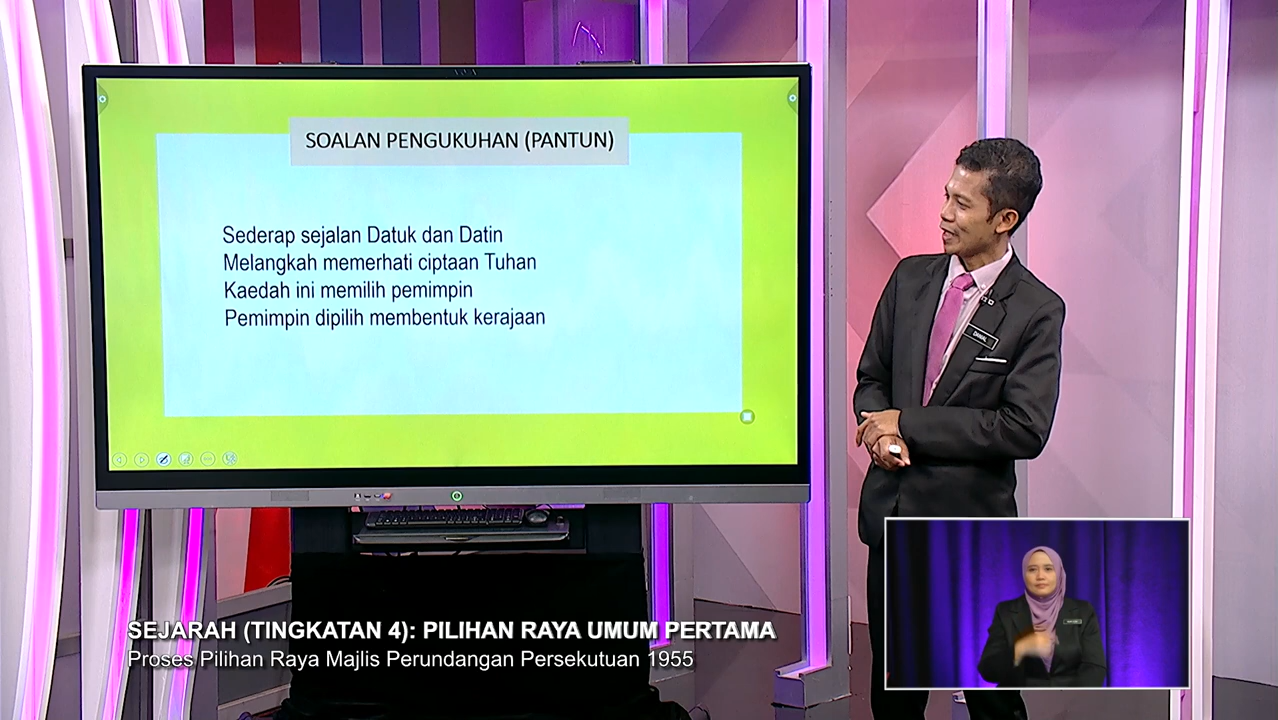 SOALAN PENGUKUHAN (PANTUN)
Sederap sejalan Datuk dan Datin
Melangkah memerhati ciptaan Tuhan
Kaedah ini memilih pemimpin
Pemimpin dipilih membentuk kerajaan
SEJARAH (TINGKATAN 4): PILIHAN RAYA UMUM PERTAMA
Proses Pilihan Raya Majlis Perundangan Persekutuan 1955